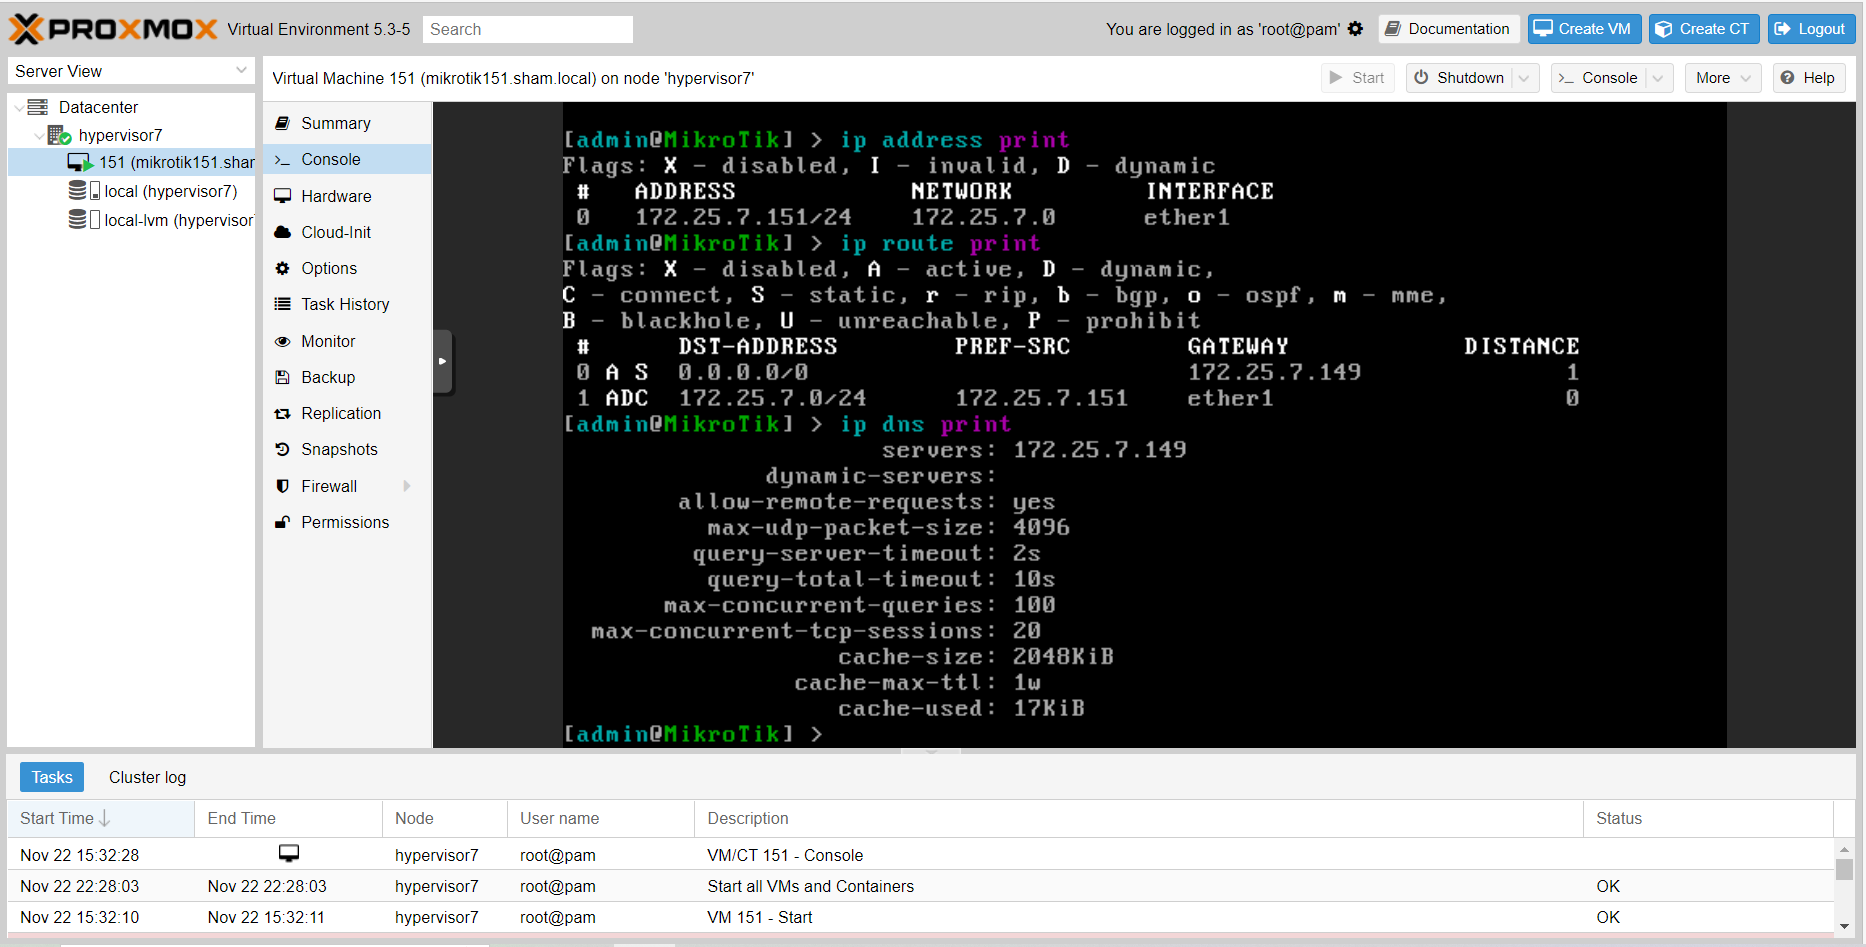 PROXMOX Virtual Environment 5.3-5 Search You are logged in as 'root@pam' Documentation Create VM Create CT Logout
Server View
Virtual Machine 151 (mikrotik151.sham.local) on node 'hypervisor7' Start Shutdown Console More Help
Datacenter
hypervisor7
151 (mikrotik151.shar
local (hypervisor7)
local-lvm (hypervisor
Summary
Console
Hardware
Cloud-Init
Options
Task History
Monitor
Backup
Replication
Snapshots
Firewall
Permissions
[admin@MikroTik] > ip address print
Flags: X - disabled, I - invalid, D - dynamic
# ADDRESS NETWORK INTERFACE
0 172.25.7.151/24 172.25.7.0 ether1
[admin@MikroTik] > ip route print
Flags: X - disabled, A - active, D - dynamic,
C - connect, S - static, r - rip, b - bgp, o - ospf, m - mme,
B - blackhole, U - unreachable, P - prohibit
# DST-ADDRESS PREF-SRC GATEWAY DISTANCE
0 A S 0.0.0.0/0 172.25.7.149 1
1 ADC 172.25.7.0/24 172.25.7.151 ether1 0
[admin@MikroTik] > ip dns print
servers: 172.25.7.149
dynamic-servers:
allow-remote-requests: yes
max-udp-packet-size: 4096
query-server-timeout: 2s
query-total-timeout: 10s
max-concurrent-queries: 100
max-concurrent-tcp-sessions: 20
cache-size: 2048KiB
cache-max-ttl: 1w
cache-used: 17KiB
[admin@MikroTik] >
Tasks Cluster log
Start Time End Time Node User name Description Status
Nov 22 15:32:28 hypervisor7 root@pam VM/CT 151 - Console
Nov 22 22:28:03 Nov 22 22:28:03 hypervisor7 root@pam Start all VMs and Containers OK
Nov 22 15:32:10 Nov 22 15:32:11 hypervisor7 root@pam VM 151 - Start OK